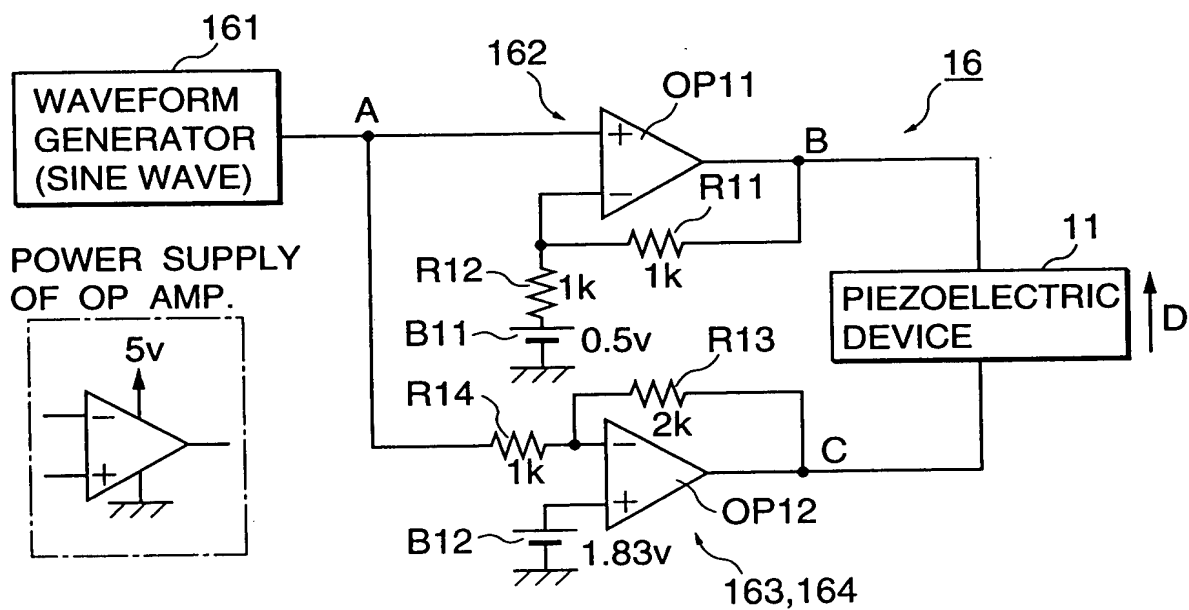 161
WAVEFORM
GENERATOR
(SINE WAVE)
A
162
OP11
16
+
−
B
R11
1k
R12
1k
B11
0.5v
11
PIEZOELECTRIC
DEVICE
D
POWER SUPPLY
OF OP AMP.
5v
−
+
R13
2k
R14
1k
−
+
C
OP12
B12
1.83v
163,164